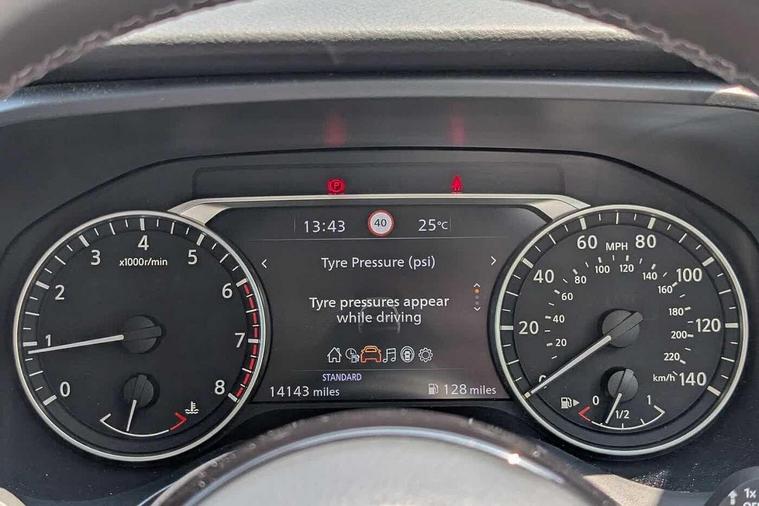 P
13:43 40 25°C
< Tyre Pressure (psi) >
Tyre pressures appear
while driving
STANDARD
14143 miles 128 miles
0 1 2 3 4 5 6 7 8
x1000r/min
0 20 40 60 80 100 120 140
MPH
20 40 60 80 100 120 140 160 180 200 220
km/h
0 1/2 1
1x